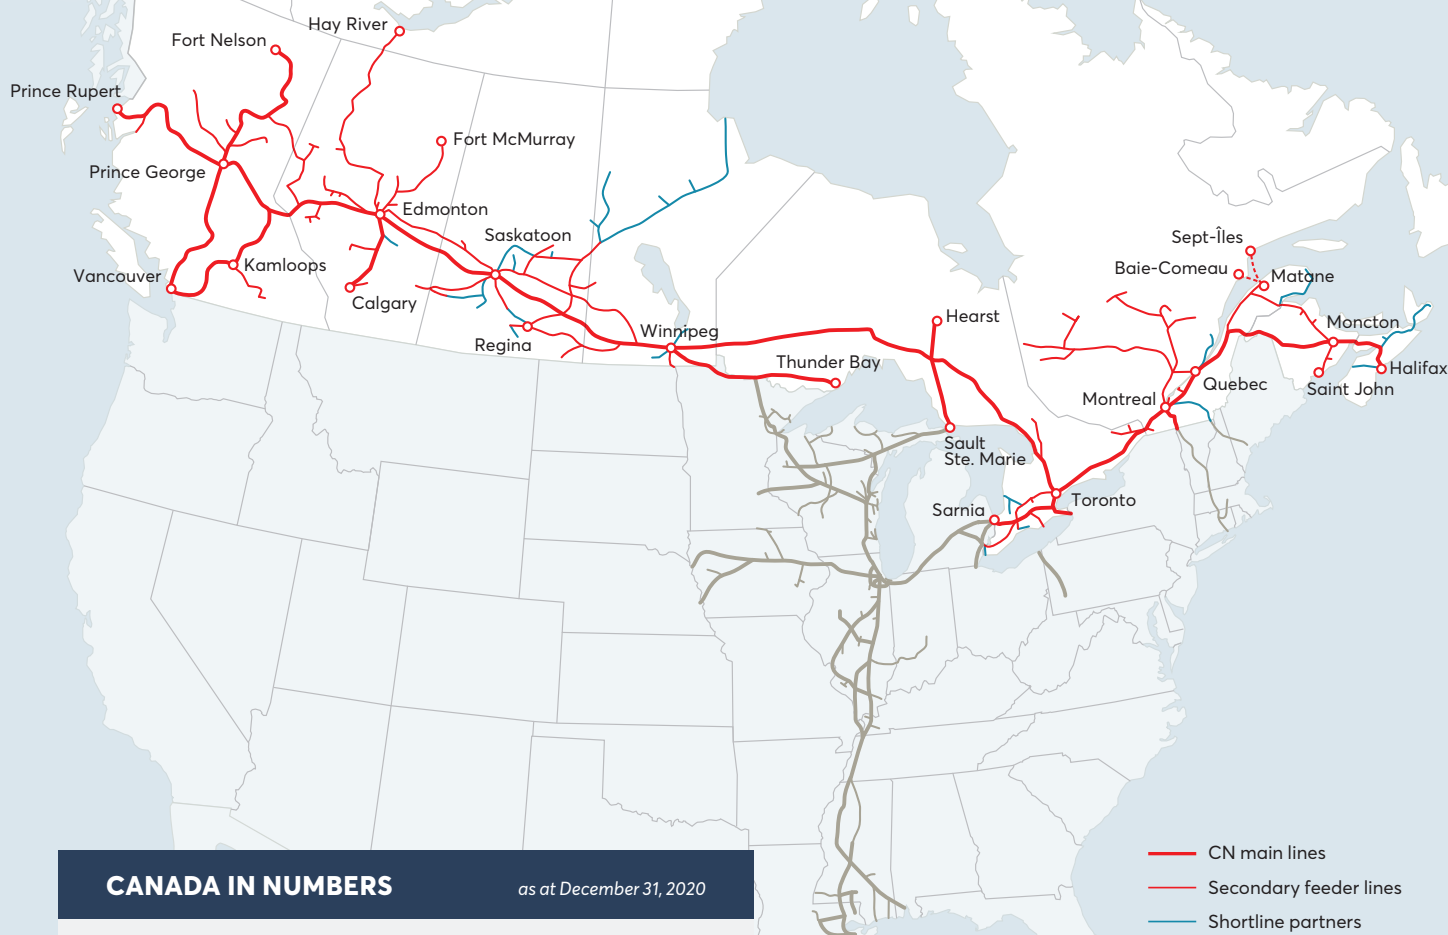 Hay River
Fort Nelson
Prince Rupert
Fort McMurray
Prince George
Edmonton
Saskatoon
Sept-Îles
Baie-Comeau
Matane
Vancouver
Kamloops
Calgary
Hearst
Moncton
Winnipeg
Regina
Thunder Bay
Halifax
Quebec
Saint John
Montreal
Sault
Ste. Marie
Toronto
Sarnia
CN main lines
CANADA IN NUMBERS
as at December 31, 2020
Secondary feeder lines
Shortline partners